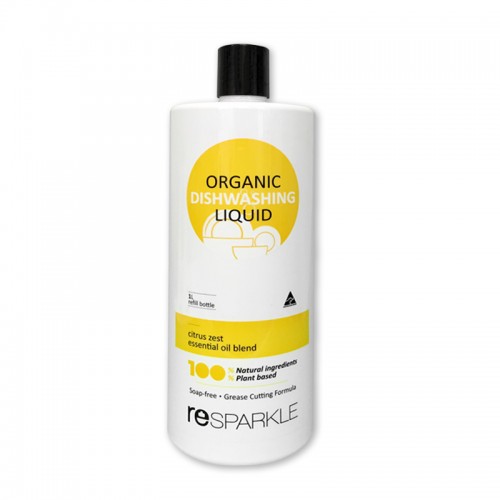 ORGANIC
DISHWASHING
LIQUID
1L
refill bottle
citrus zest
essential oil blend
100% Natural ingredients
% Plant based
Soap-free • Grease Cutting Formula
reSPARKLE